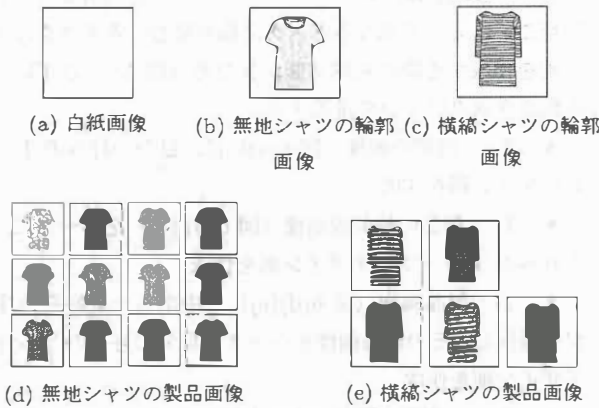 (a) 白紙画像
(b) 無地シャツの輪郭画像
(c) 横縞シャツの輪郭画像
(d) 無地シャツの製品画像
(e) 横縞シャツの製品画像